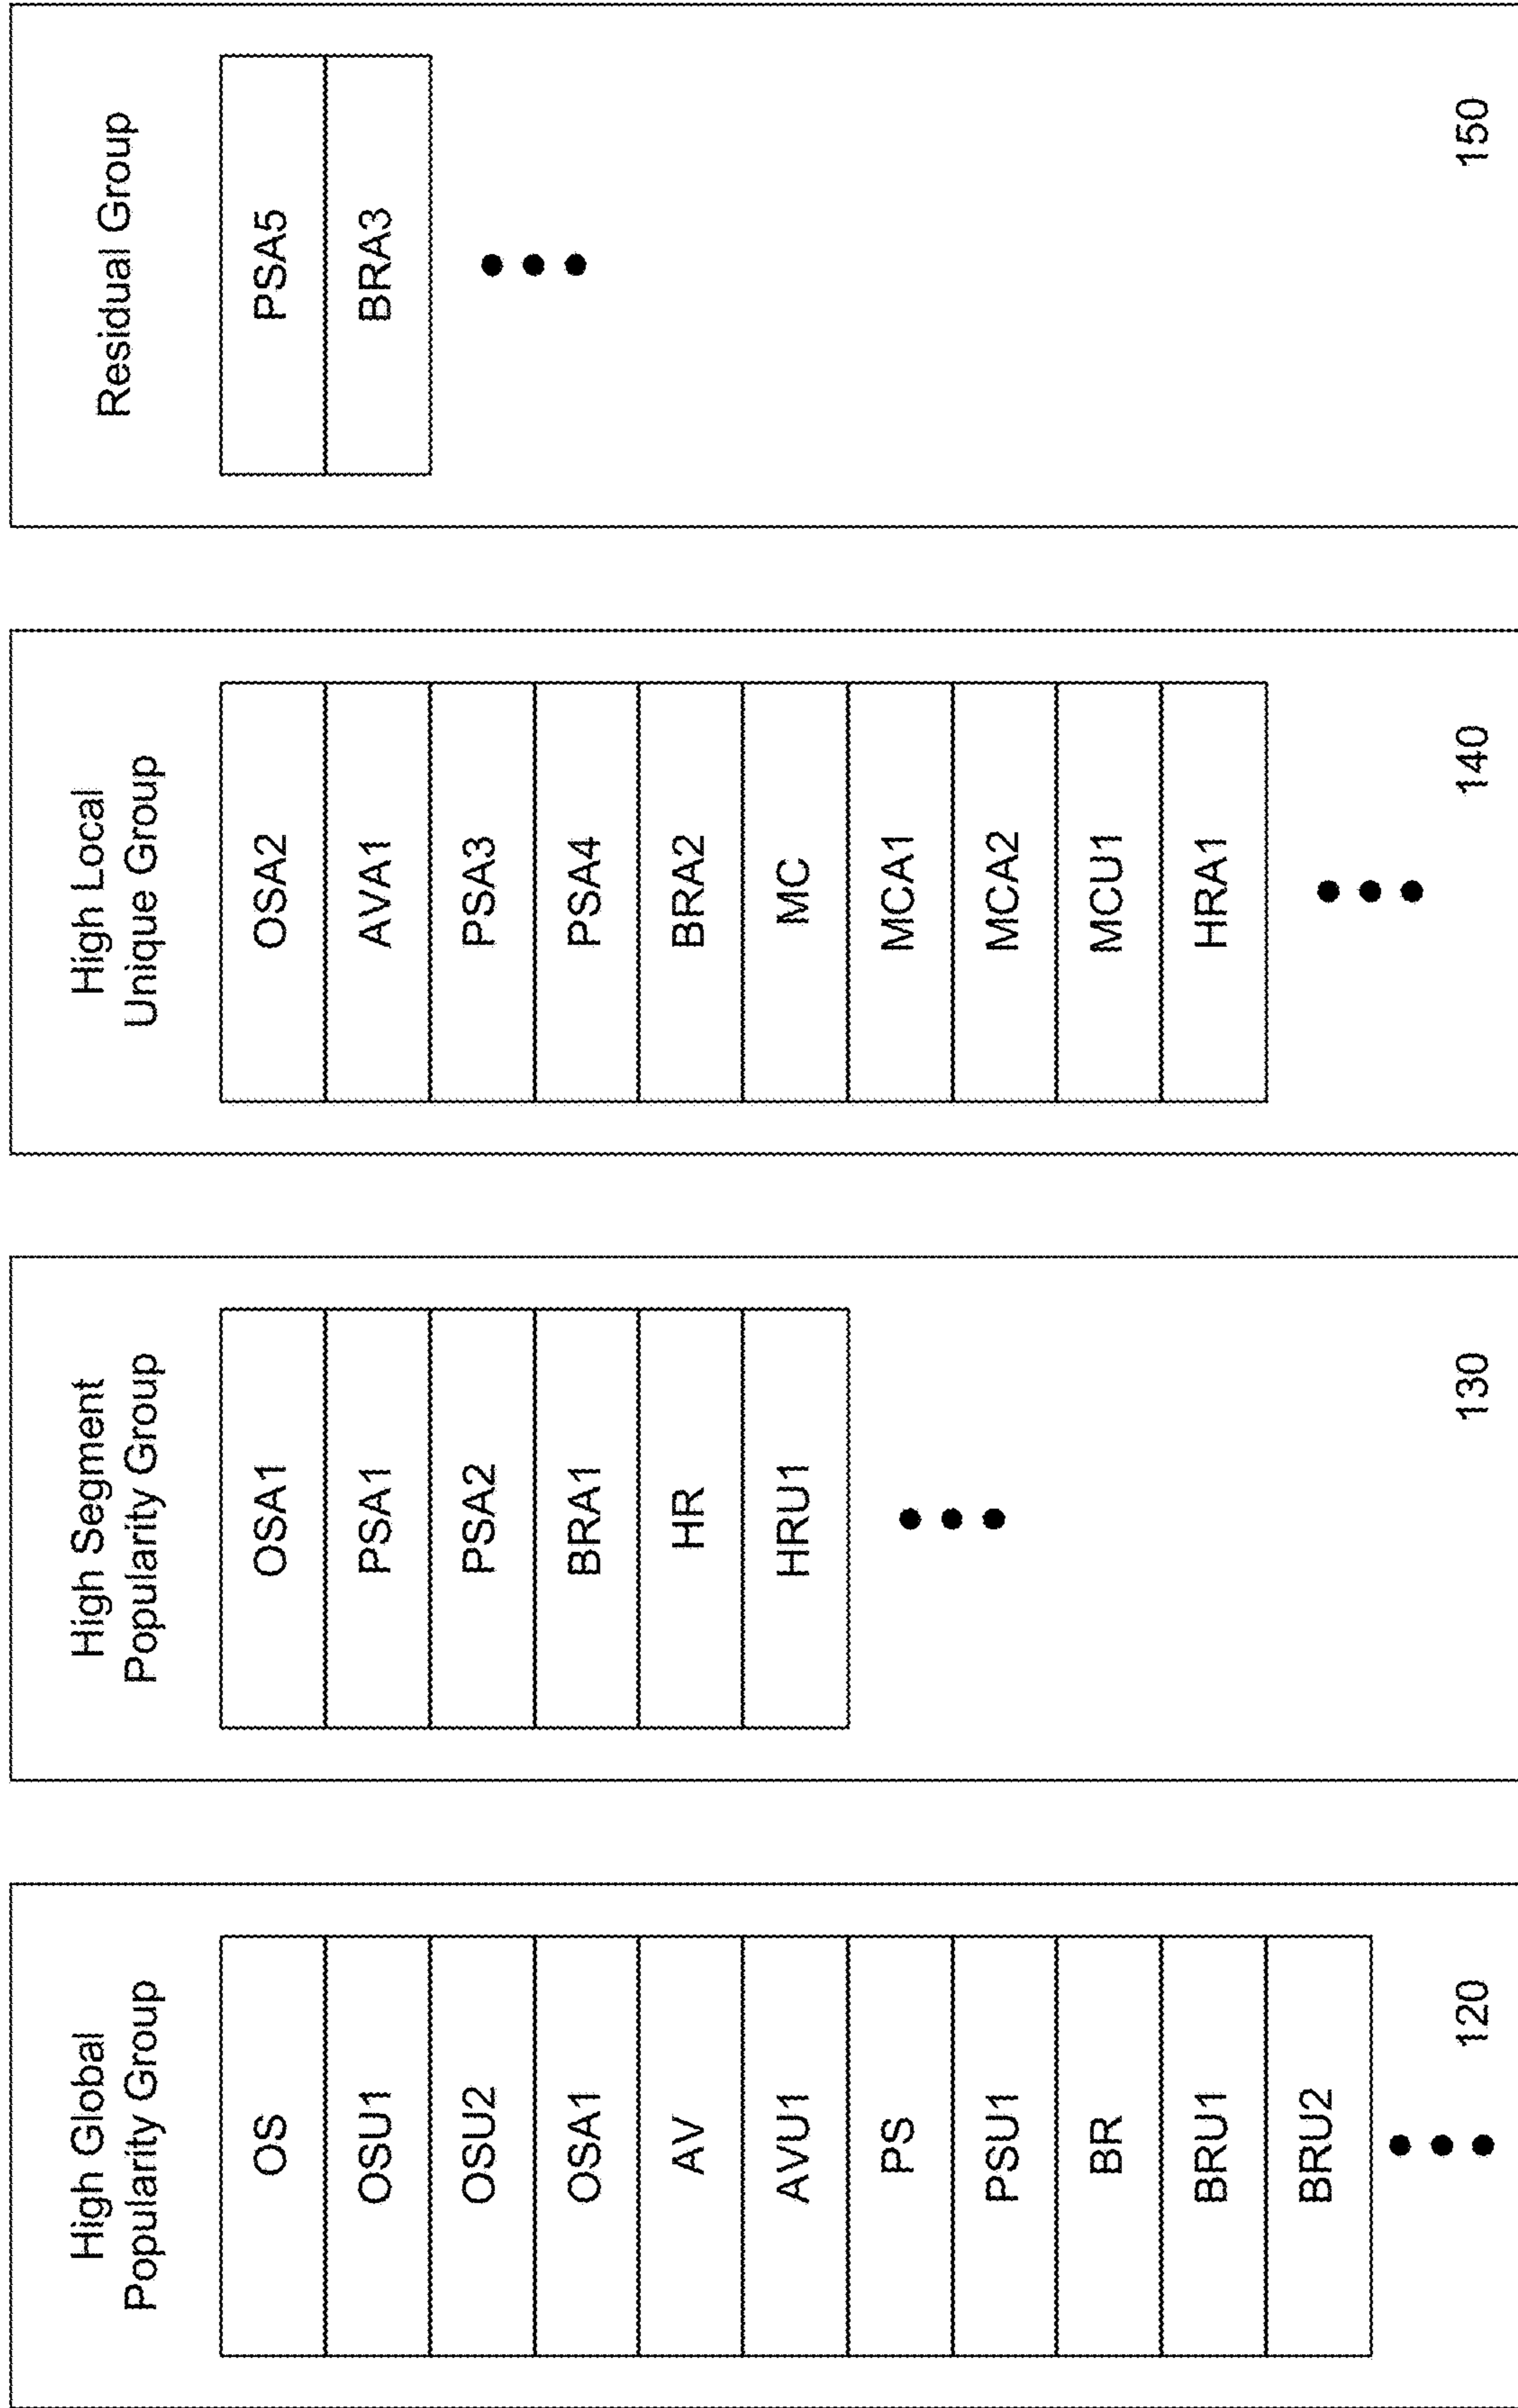 High Global
Popularity Group
OS
OSU1
OSU2
OSA1
AV
AVU1
PS
PSU1
BR
BRU1
BRU2
120
High Segment
Popularity Group
OSA1
PSA1
PSA2
BRA1
HR
HRU1
130
High Local
Unique Group
OSA2
AVA1
PSA3
PSA4
BRA2
MC
MCA1
MCA2
MCU1
HRA1
140
Residual Group
PSA5
BRA3
150